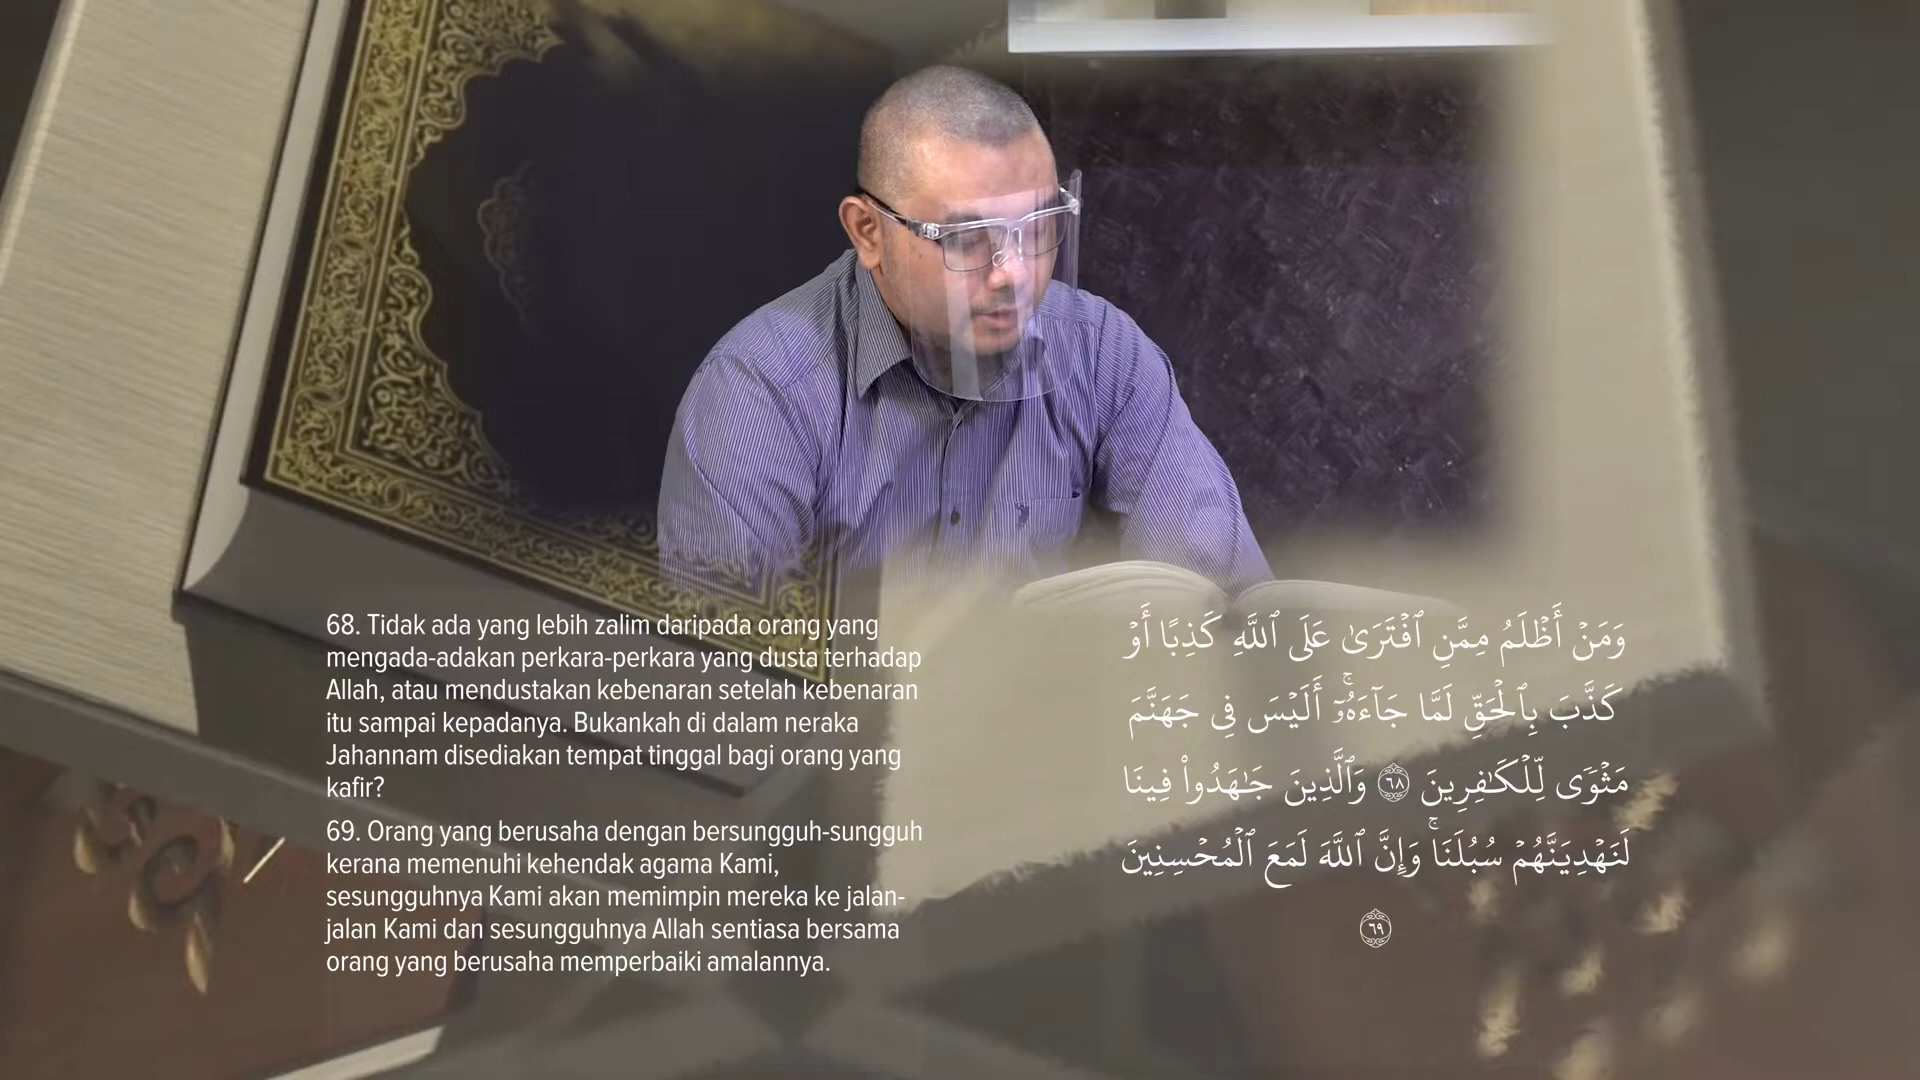 68. Tidak ada yang lebih zalim daripada orang yang
mengada-adakan perkara-perkara yang dusta terhadap
Allah, atau mendustakan kebenaran setelah kebenaran
itu sampai kepadanya. Bukankah di dalam neraka
Jahannam disediakan tempat tinggal bagi orang yang
kafir?
69. Orang yang berusaha dengan bersungguh-sungguh
kerana memenuhi kehendak agama Kami,
sesungguhnya Kami akan memimpin mereka ke jalan-
jalan Kami dan sesungguhnya Allah sentiasa bersama
orang yang berusaha memperbaiki amalannya.
وَمَنۡ أَظۡلَمُ مِمَّنِ ٱفۡتَرَىٰ عَلَى ٱللَّهِ كَذِبًا أَوۡ
كَذَّبَ بِٱلۡحَقِّ لَمَّا جَآءَهُۥٓۚ أَلَيۡسَ فِي جَهَنَّمَ
مَثۡوٗى لِّلۡكَٰفِرِينَ ٦٨ وَٱلَّذِينَ جَٰهَدُواْ فِينَا
لَنَهۡدِيَنَّهُمۡ سُبُلَنَاۚ وَإِنَّ ٱللَّهَ لَمَعَ ٱلۡمُحۡسِنِينَ
٦٩